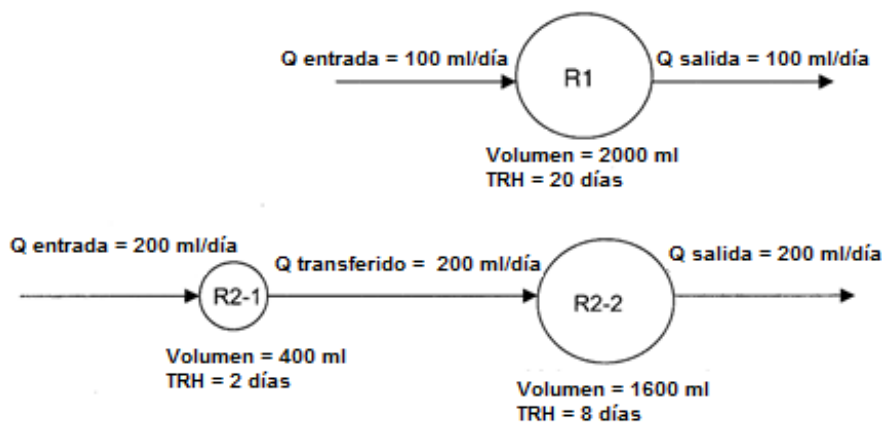 Q entrada = 100 ml/día
R1
Q salida = 100 ml/día
Volumen = 2000 ml
TRH = 20 días
Q entrada = 200 ml/día
Q transferido = 200 ml/día
Q salida = 200 ml/día
R2-1
R2-2
Volumen = 400 ml
TRH = 2 días
Volumen = 1600 ml
TRH = 8 días